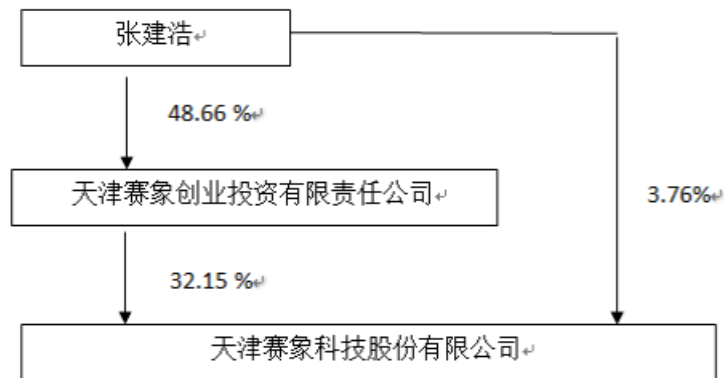 张建浩
48.66 %
天津赛象创业投资有限责任公司
3.76%
32.15 %
天津赛象科技股份有限公司